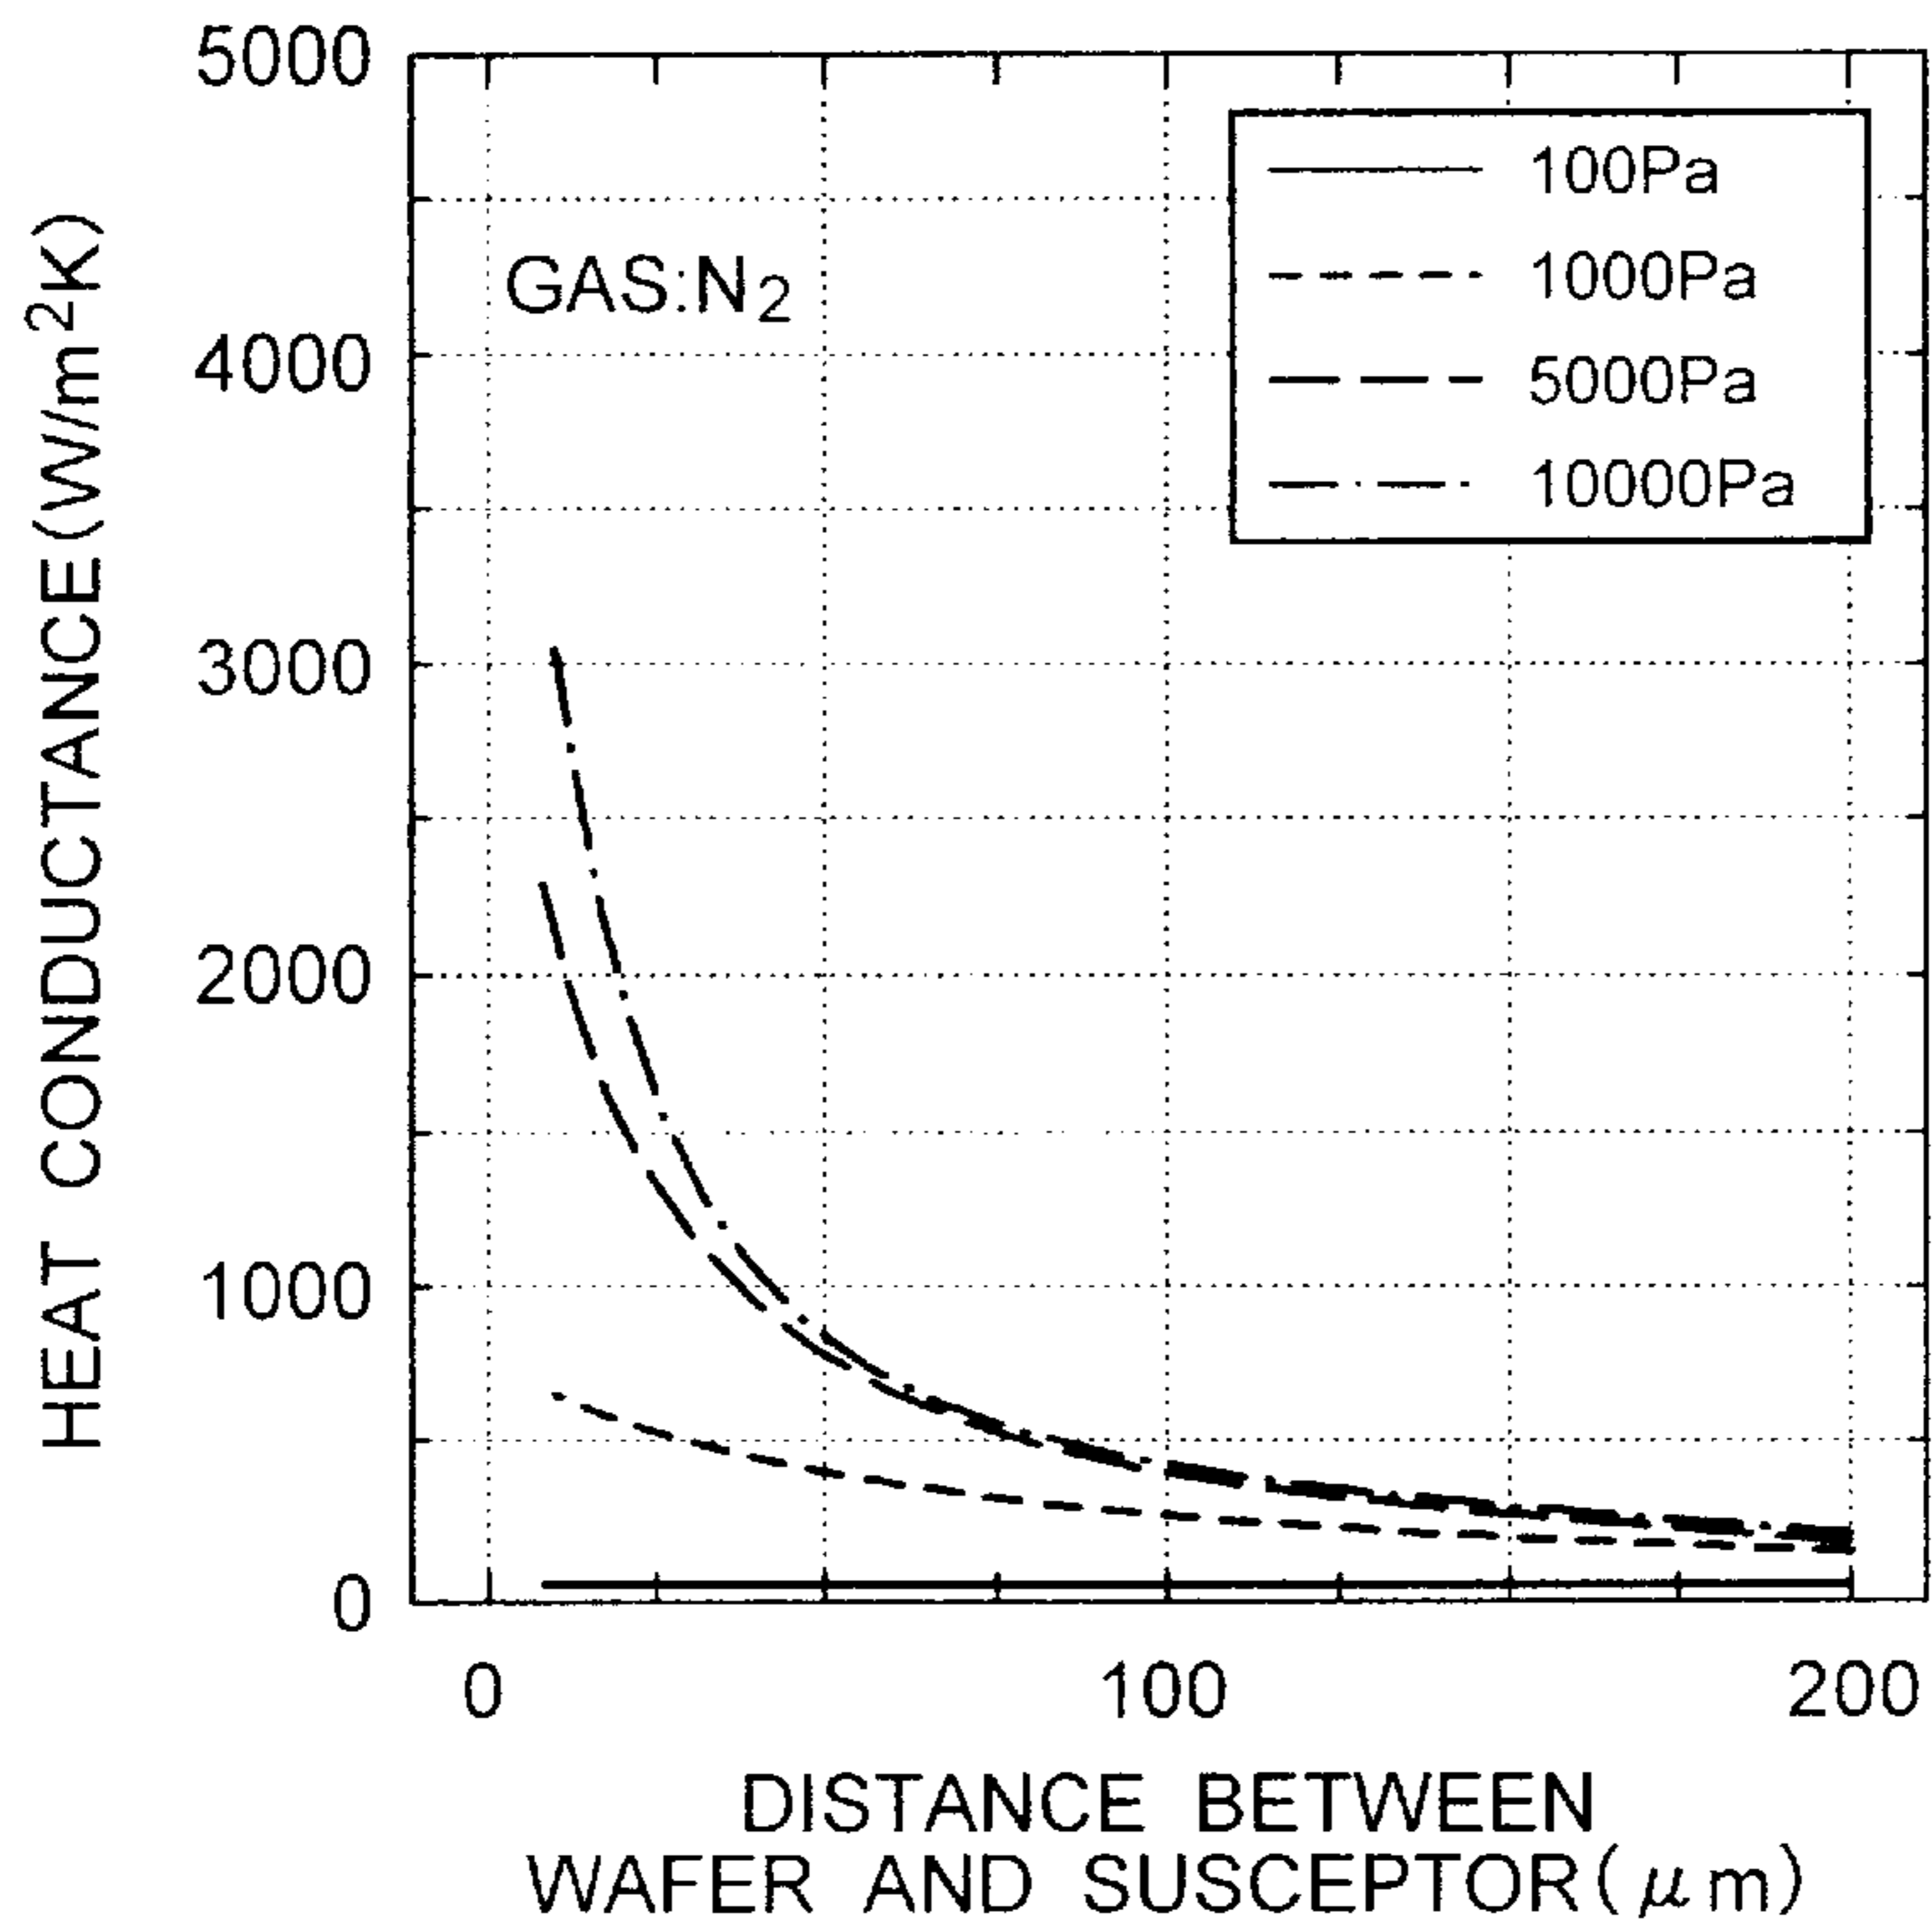 5000
4000
3000
2000
1000
0
HEAT CONDUCTANCE(W/m²K)
GAS:N₂
100Pa
1000Pa
5000Pa
10000Pa
0 100 200
DISTANCE BETWEEN
WAFER AND SUSCEPTOR(μm)